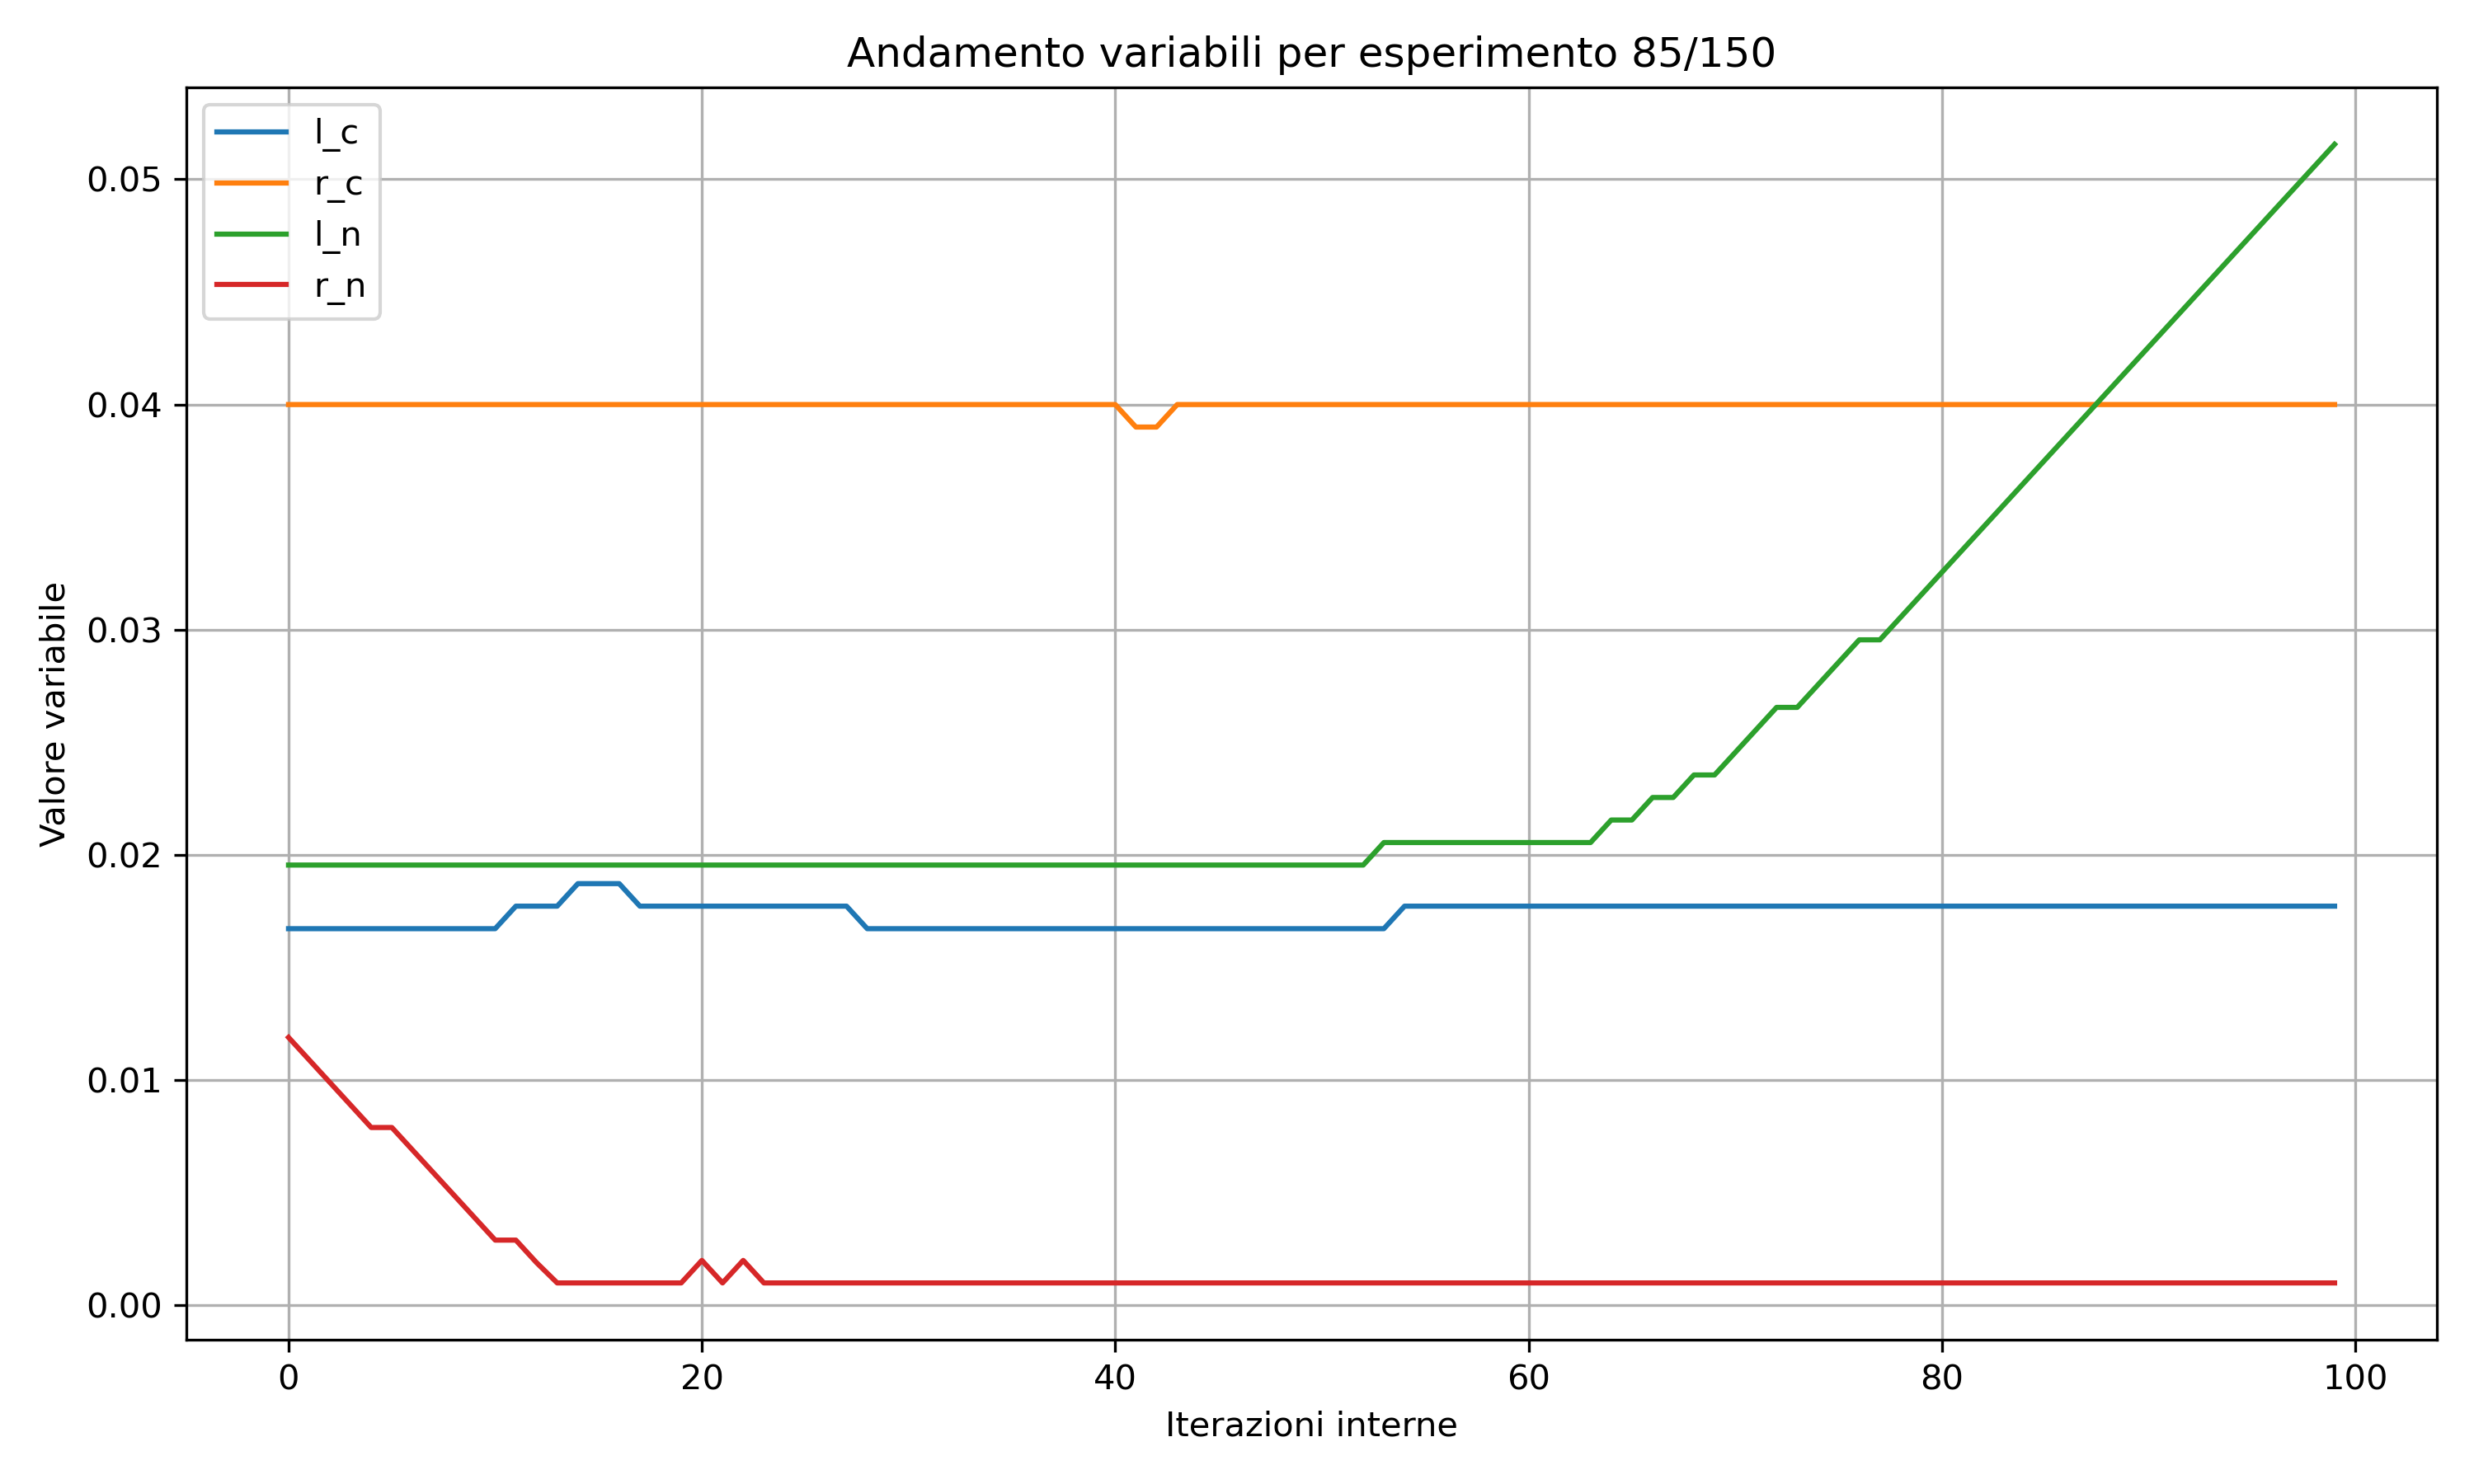 Andamento variabili per esperimento 85/150
l_c
r_c
l_n
r_n
Valore variabile
0.05
0.04
0.03
0.02
0.01
0.00
0 20 40 60 80 100
Iterazioni interne